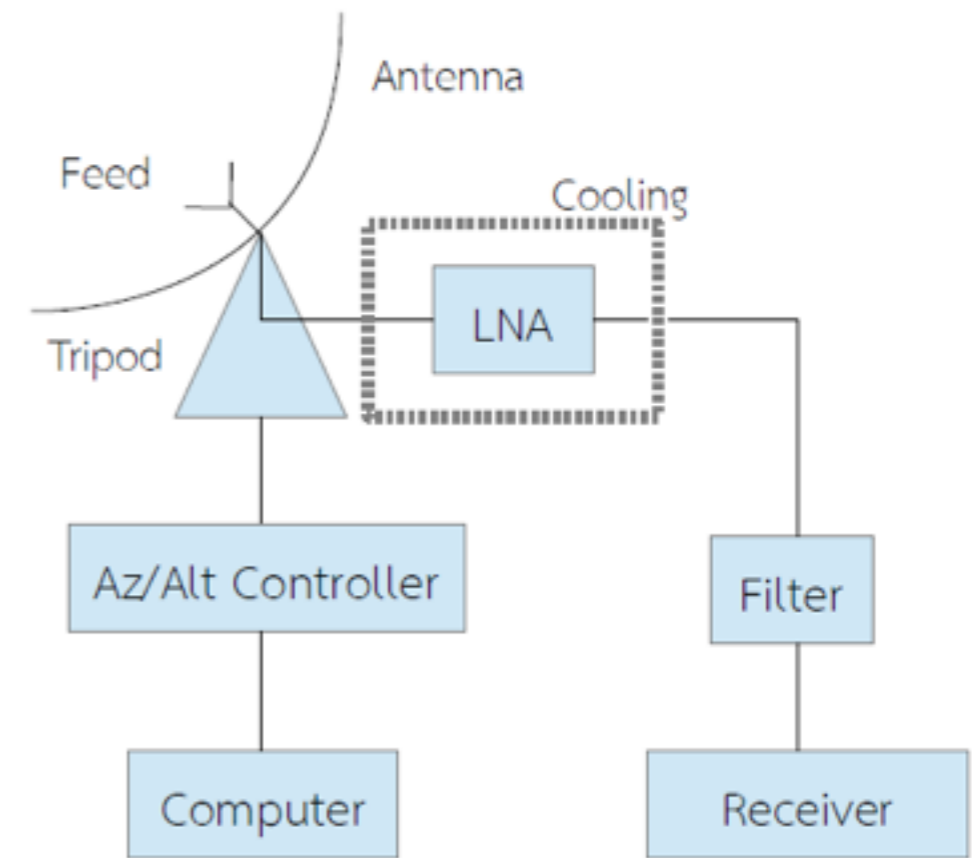 Antenna
Feed
Cooling
LNA
Tripod
Az/Alt Controller
Filter
Computer
Receiver